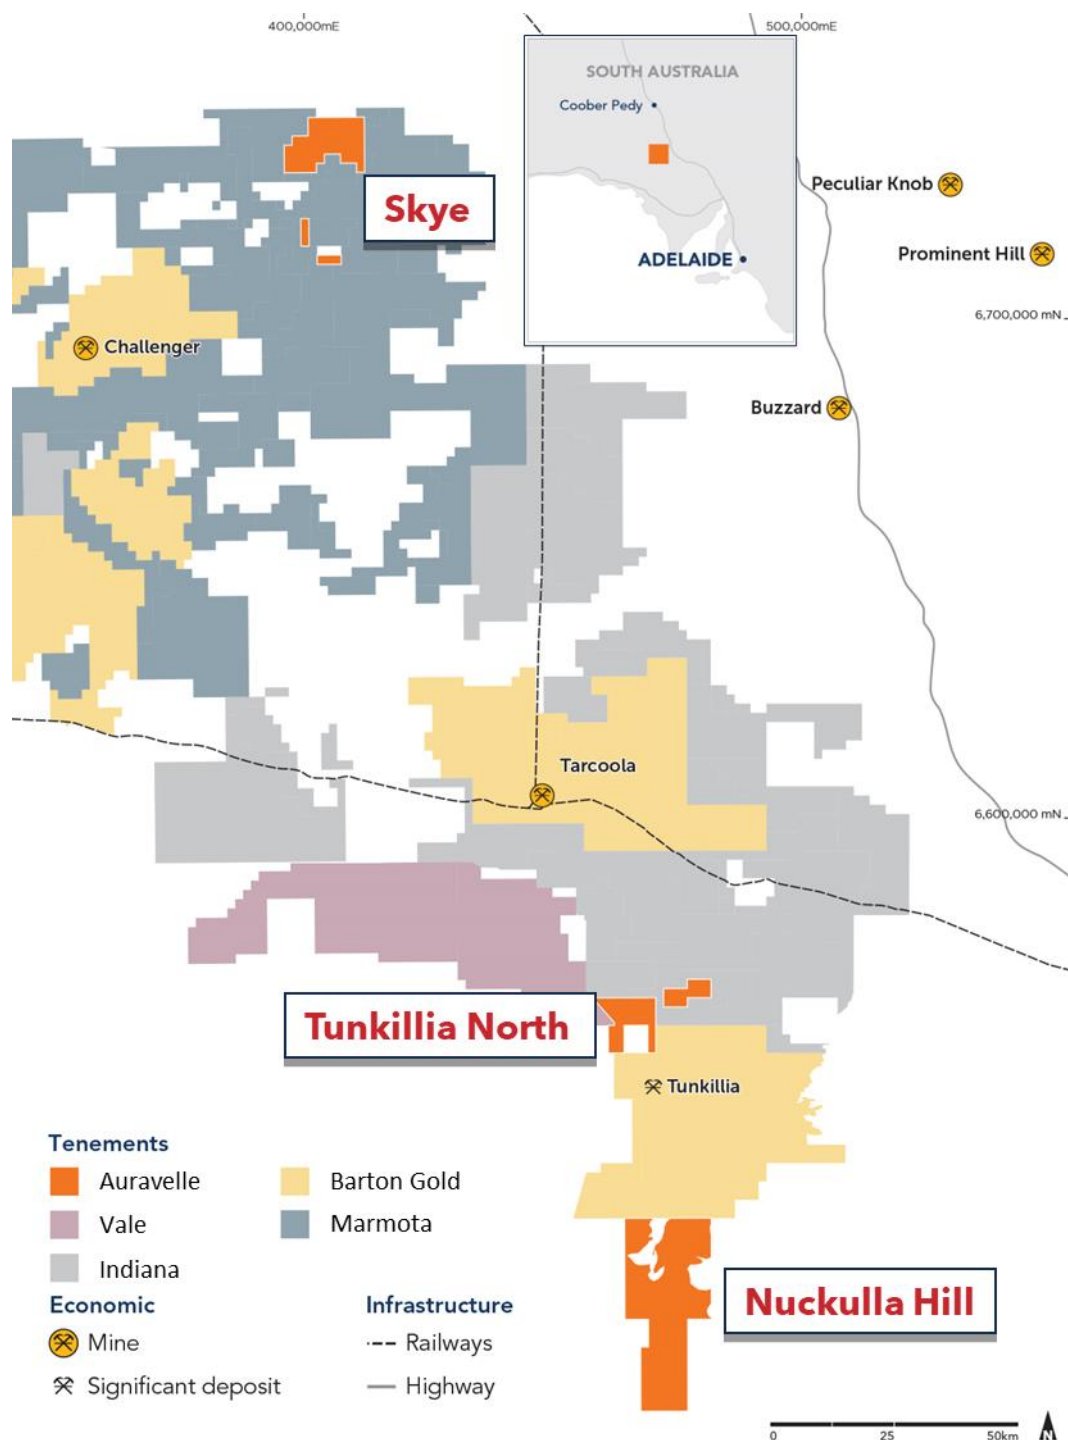 400,000mE
500,000mE
SOUTH AUSTRALIA
Coober Pedy
ADELAIDE
Peculiar Knob
Prominent Hill
6,700,000 mN
Skye
Challenger
Buzzard
Tarcoola
6,600,000 mN
Tunkillia North
Tunkillia
Tenements
Auravelle
Barton Gold
Vale
Marmota
Indiana
Nuckulla Hill
Economic
Infrastructure
Mine
Railways
Significant deposit
Highway
0 25 50km
N